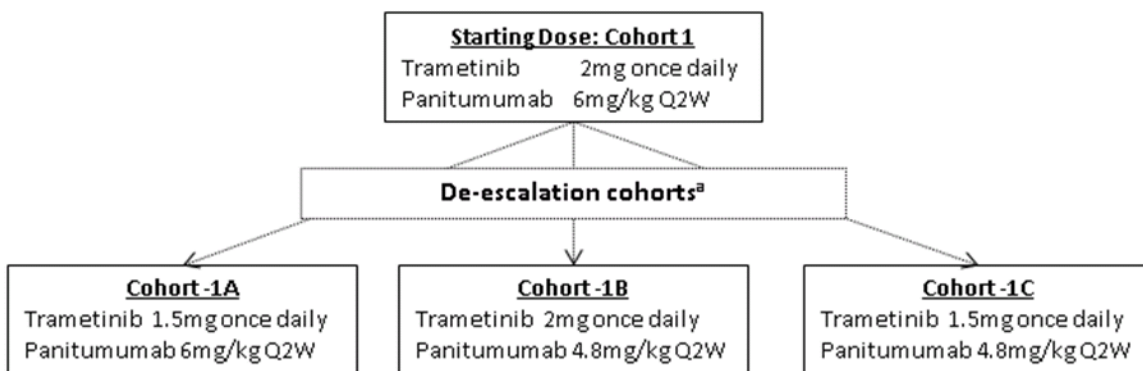 Starting Dose: Cohort 1
Trametinib 2mg once daily
Panitumumab 6mg/kg Q2W
De-escalation cohortsᵃ
Cohort -1A
Trametinib 1.5mg once daily
Panitumumab 6mg/kg Q2W
Cohort -1B
Trametinib 2mg once daily
Panitumumab 4.8mg/kg Q2W
Cohort -1C
Trametinib 1.5mg once daily
Panitumumab 4.8mg/kg Q2W